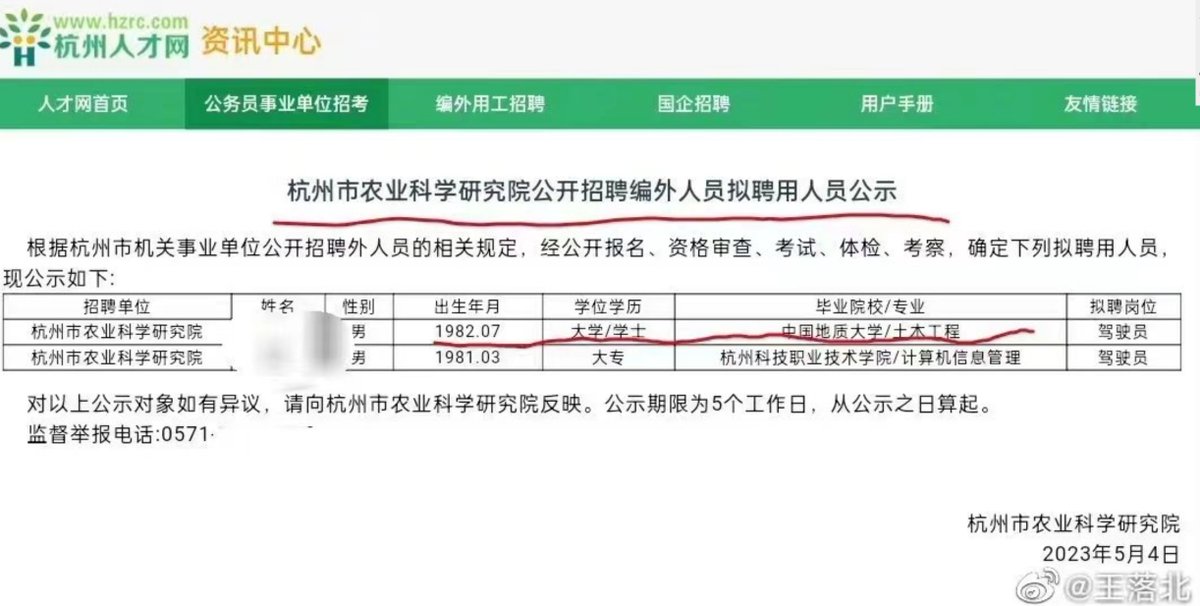 www.hzrc.com
杭州人才网 资讯中心
人才网首页 公务员事业单位招考 编外用工招聘 国企招聘 用户手册 友情链接
杭州市农业科学研究院公开招聘编外人员拟聘用人员公示
根据杭州市机关事业单位公开招聘外人员的相关规定，经公开报名、资格审查、考试、体检、考察，确定下列拟聘用人员，
现公示如下：
招聘单位 姓名 性别 出生年月 学位学历 毕业院校/专业 拟聘岗位
杭州市农业科学研究院 男 1982.07 大学/学士 中国地质大学/土木工程 驾驶员
杭州市农业科学研究院 男 1981.03 大专 杭州科技职业技术学院/计算机信息管理 驾驶员
对以上公示对象如有异议，请向杭州市农业科学研究院反映。公示期限为5个工作日，从公示之日算起。
监督举报电话:0571-
杭州市农业科学研究院
2023年5月4日
@王落北